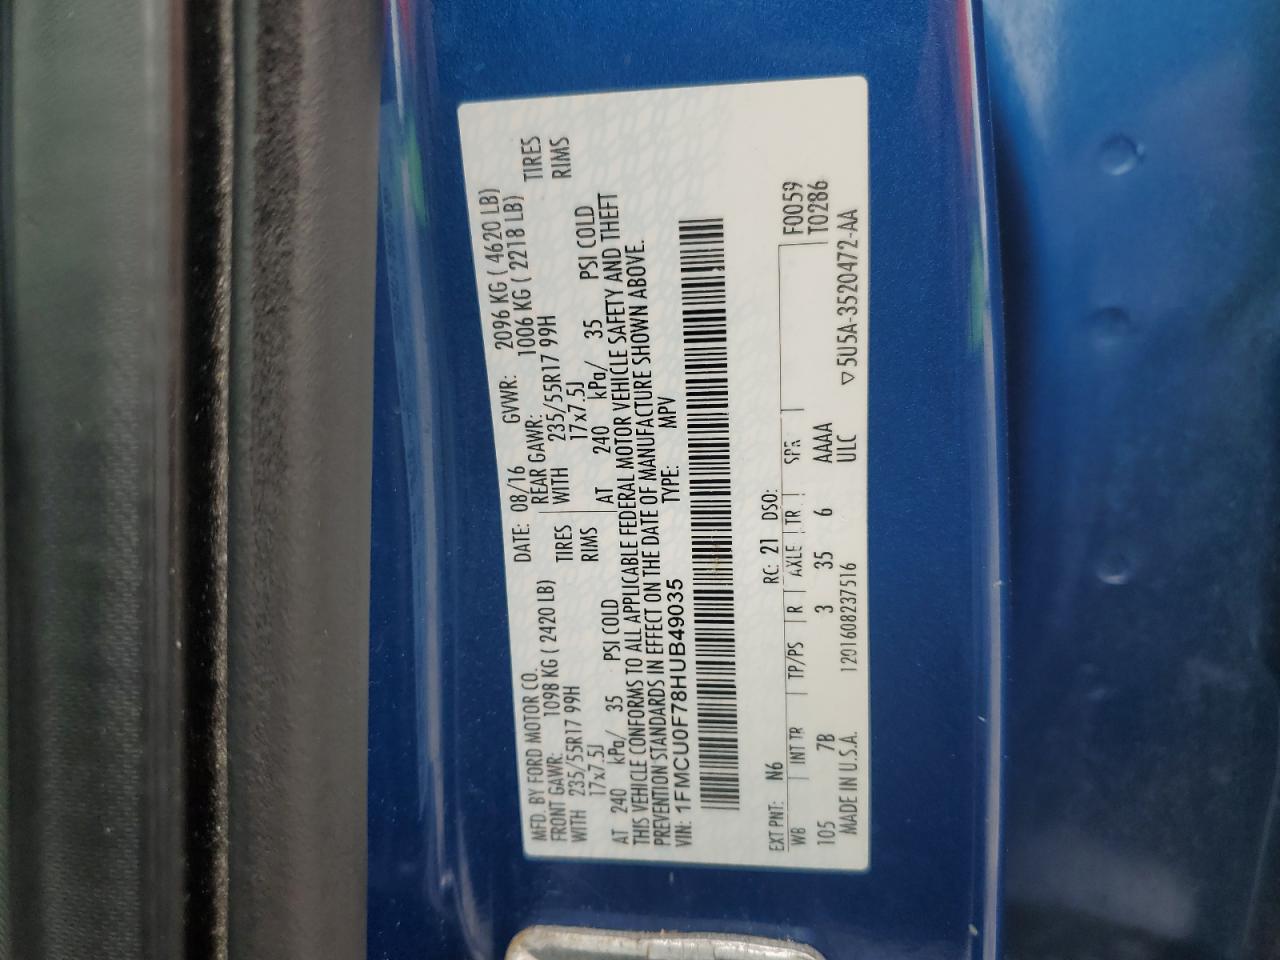 MFD. BY FORD MOTOR CO.
DATE: 08/16 GVWR: 2096 KG ( 4620 LB)
FRONT GAWR: 1098 KG ( 2420 LB) REAR GAWR: 1006 KG ( 2218 LB)
WITH 235/55R17 99H TIRES WITH 235/55R17 99H TIRES
17x7.5J RIMS 17x7.5J RIMS
AT 240 kPa/ 35 PSI COLD AT 240 kPa/ 35 PSI COLD
THIS VEHICLE CONFORMS TO ALL APPLICABLE FEDERAL MOTOR VEHICLE SAFETY AND THEFT
PREVENTION STANDARDS IN EFFECT ON THE DATE OF MANUFACTURE SHOWN ABOVE.
VIN: 1FMCU0F78HUB49035 TYPE: MPV
EXT PNT: N6 RC: 21 DSO: F0059
WB INT TR TP/PS R AXLE TR SPR T0286
105 7B 3 35 6 AAAA
MADE IN U.S.A. 1201608237516 ULC ▽5U5A-3520472-AA